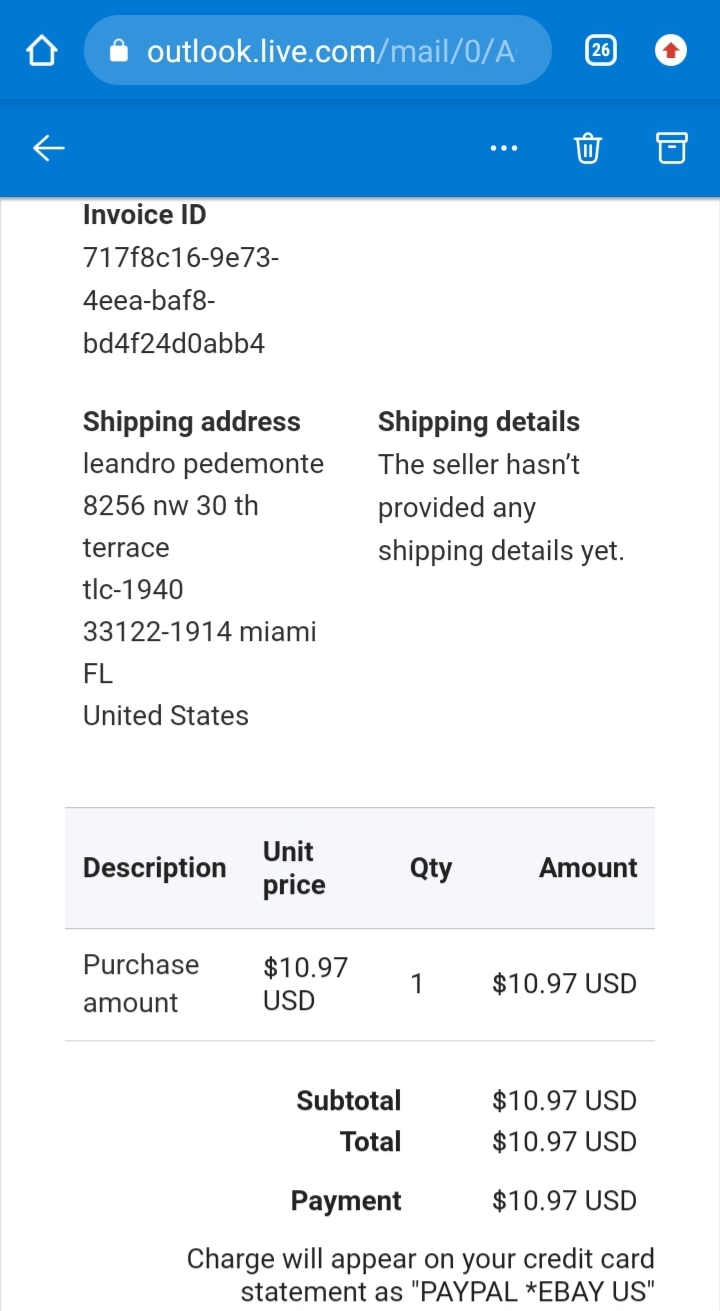 outlook.live.com/mail/0/A
26
Invoice ID
717f8c16-9e73-
4eea-baf8-
bd4f24d0abb4
Shipping address
leandro pedemonte
8256 nw 30 th
terrace
tlc-1940
33122-1914 miami
FL
United States
Shipping details
The seller hasn't
provided any
shipping details yet.
Description Unit price Qty Amount
Purchase amount $10.97 USD 1 $10.97 USD
Subtotal $10.97 USD
Total $10.97 USD
Payment $10.97 USD
Charge will appear on your credit card
statement as "PAYPAL *EBAY US"